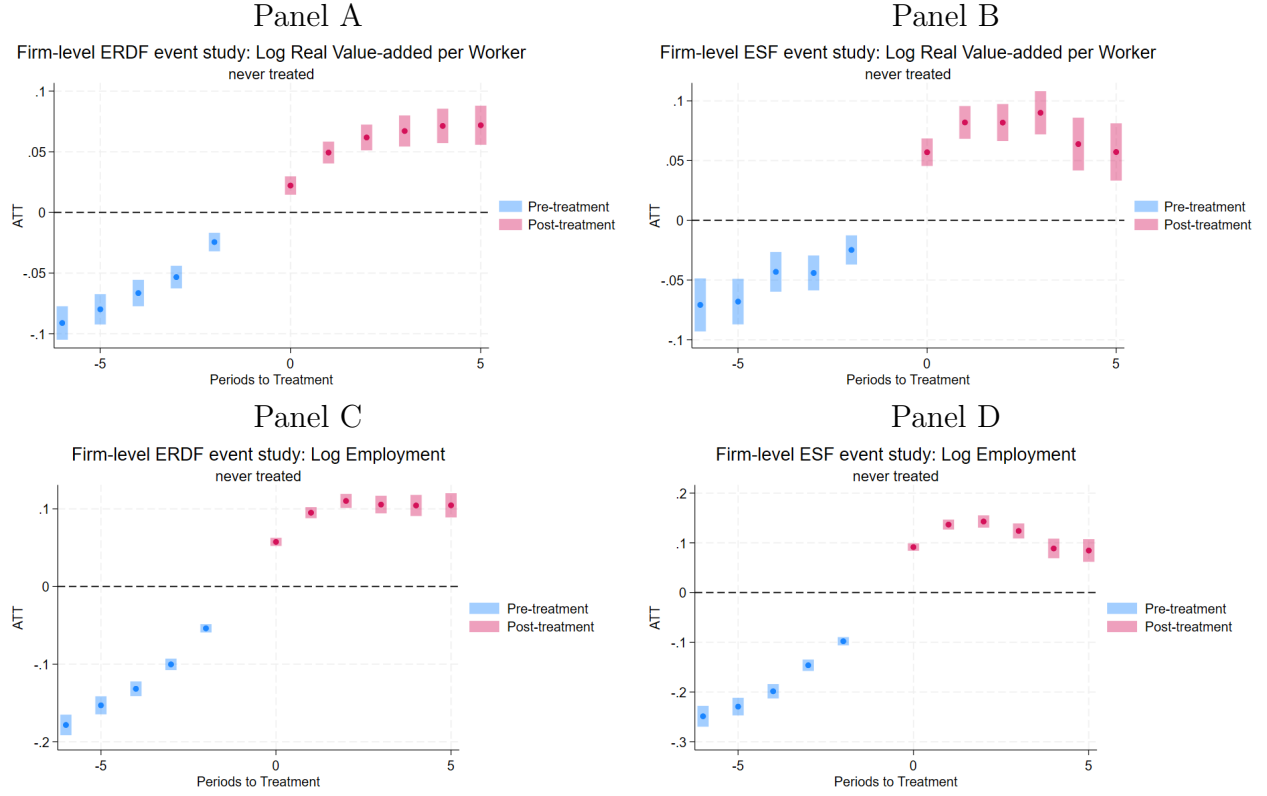 Panel A
Firm-level ERDF event study: Log Real Value-added per Worker
never treated
.1
.05
0
-.05
-.1
ATT
-5
0
5
Periods to Treatment
Pre-treatment
Post-treatment
Panel B
Firm-level ESF event study: Log Real Value-added per Worker
never treated
.1
.05
0
-.05
-.1
ATT
-5
0
5
Periods to Treatment
Pre-treatment
Post-treatment
Panel C
Firm-level ERDF event study: Log Employment
never treated
.1
0
-.1
-.2
ATT
-5
0
5
Periods to Treatment
Pre-treatment
Post-treatment
Panel D
Firm-level ESF event study: Log Employment
never treated
.2
.1
0
-.1
-.2
-.3
ATT
-5
0
5
Periods to Treatment
Pre-treatment
Post-treatment